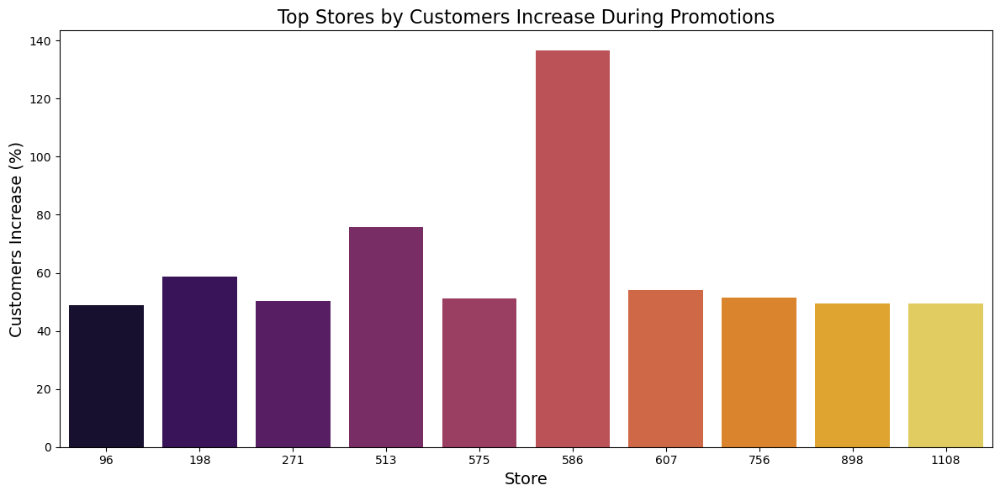 Top Stores by Customers Increase During Promotions
Customers Increase (%)
140
120
100
80
60
40
20
0
96 198 271 513 575 586 607 756 898 1108
Store